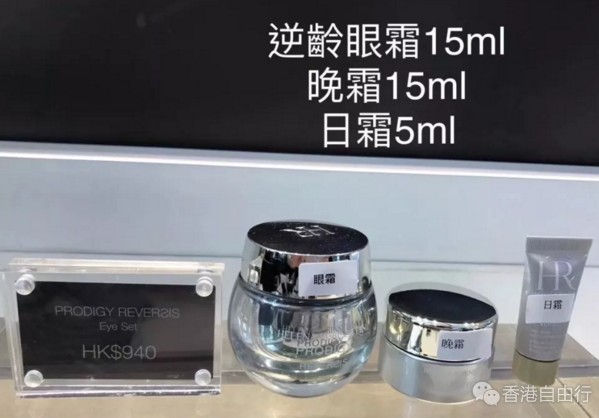 逆齡眼霜15ml
晚霜15ml
日霜5ml
PRODIGY REVERSIS
Eye Set
HK$940
眼霜
PRODIGY
晚霜
HR
日霜
香港自由行